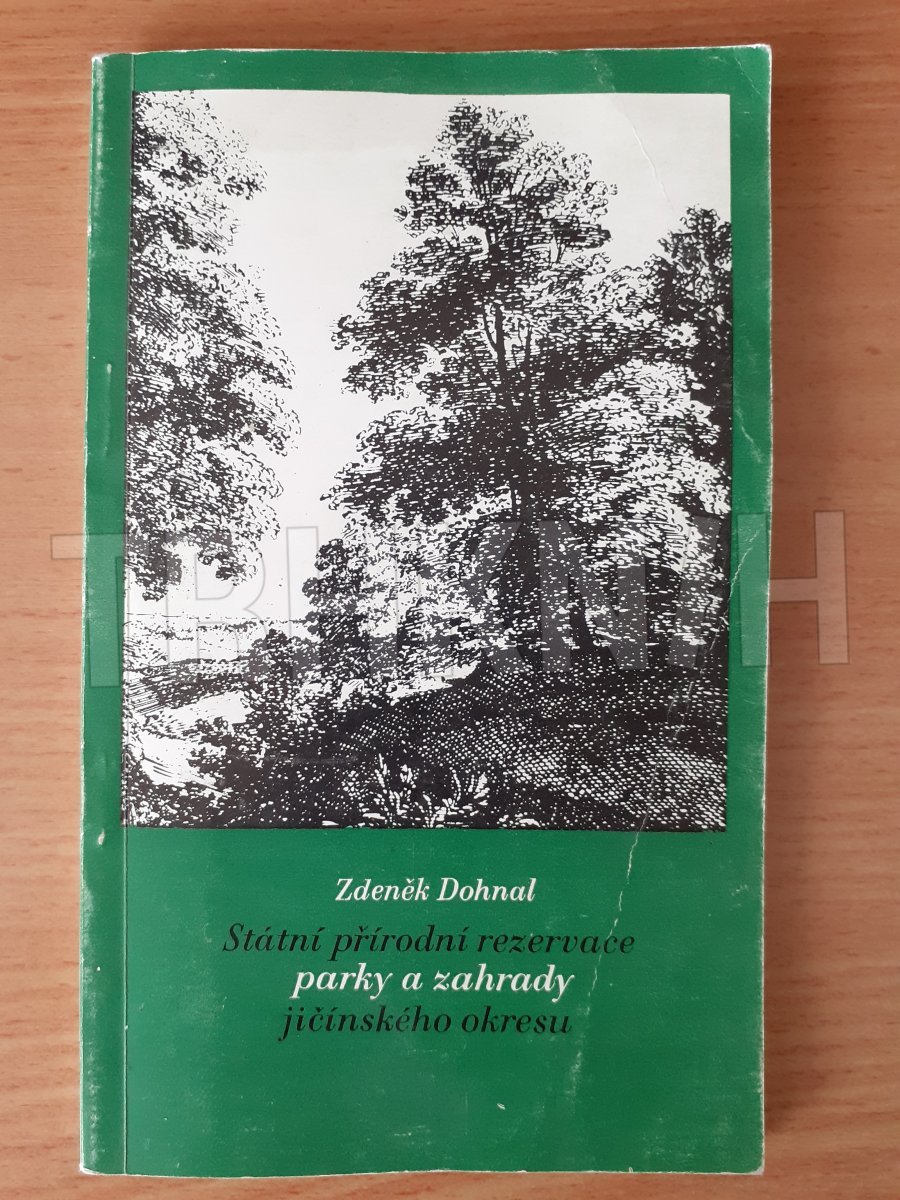 Zdeněk Dohnal
Státní přírodní rezervace
parky a zahrady
jičínského okresu